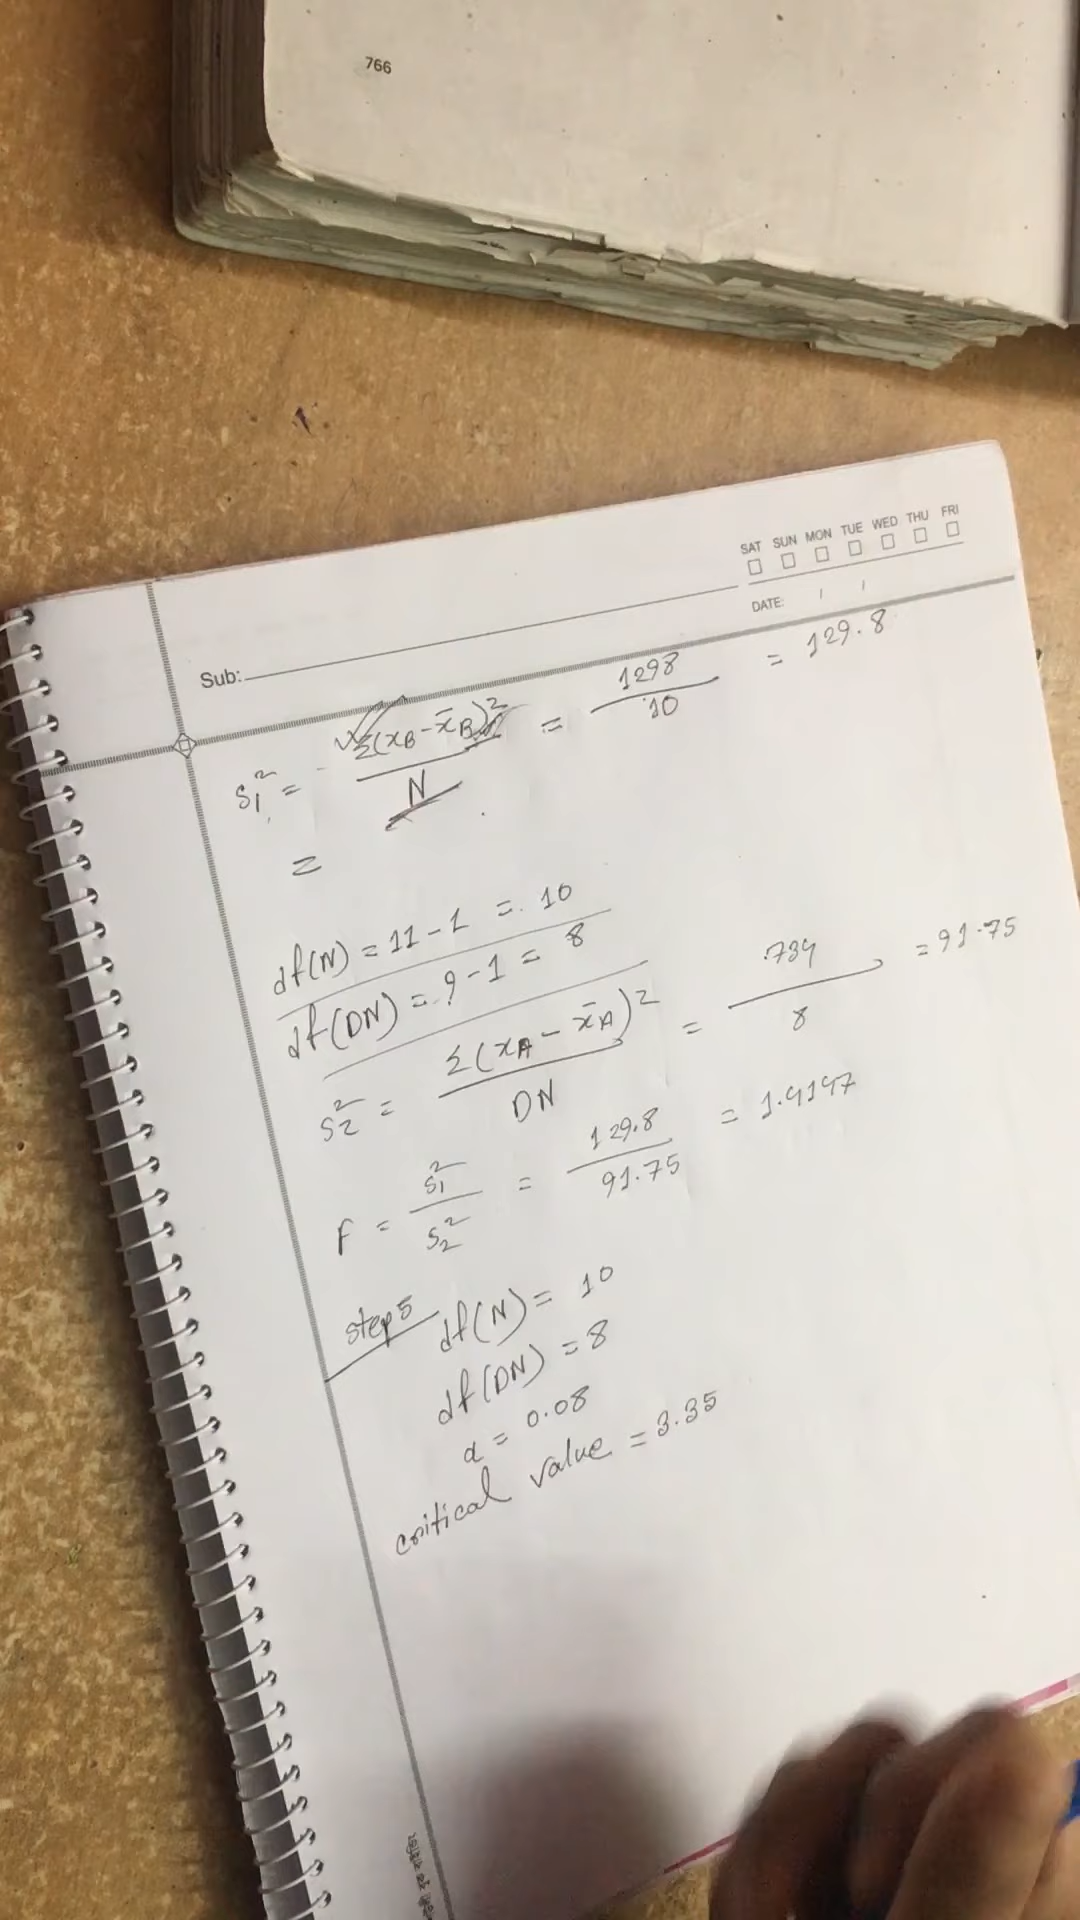 766
SAT SUN MON TUE WED THU FRI
DATE: / /
Sub:
S₁² = √Σ(xB - x̄B)² / N = 1298 / 10 = 129.8
=
df(N) = 11 - 1 = 10
df(DN) = 9 - 1 = 8
S₂² = Σ(xA - x̄A)² / DN = 734 / 8 = 91.75
F = S₁² / S₂² = 129.8 / 91.75 = 1.4147
Step 5 df(N) = 10
df(DN) = 8
α = 0.08
critical value = 3.35